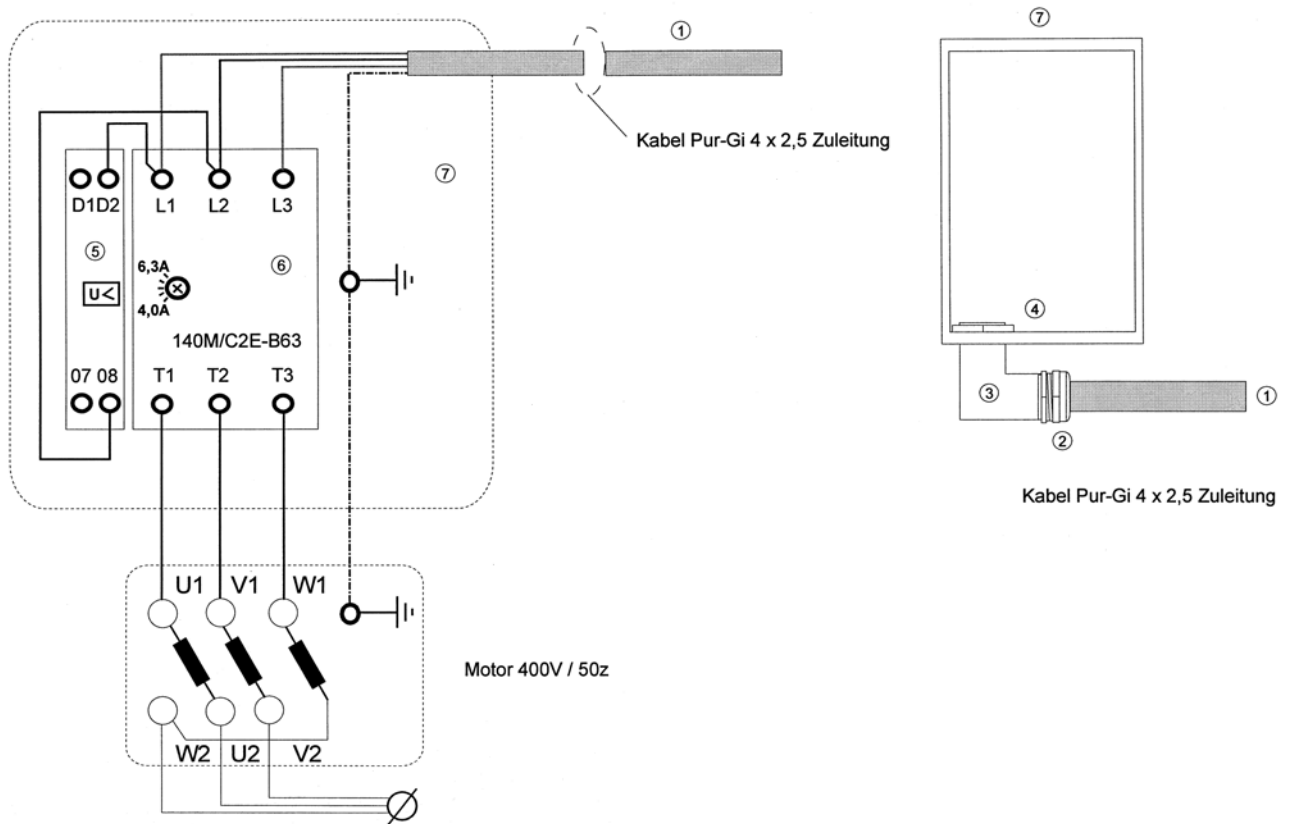 ①
Kabel Pur-Gi 4 x 2,5 Zuleitung
⑦
D1 D2 L1 L2 L3
⑤
⑥
6,3A
U<
4,0A
140M/C2E-B63
07 08 T1 T2 T3
U1 V1 W1
Motor 400V / 50z
W2 U2 V2
⑦
④
③
①
②
Kabel Pur-Gi 4 x 2,5 Zuleitung